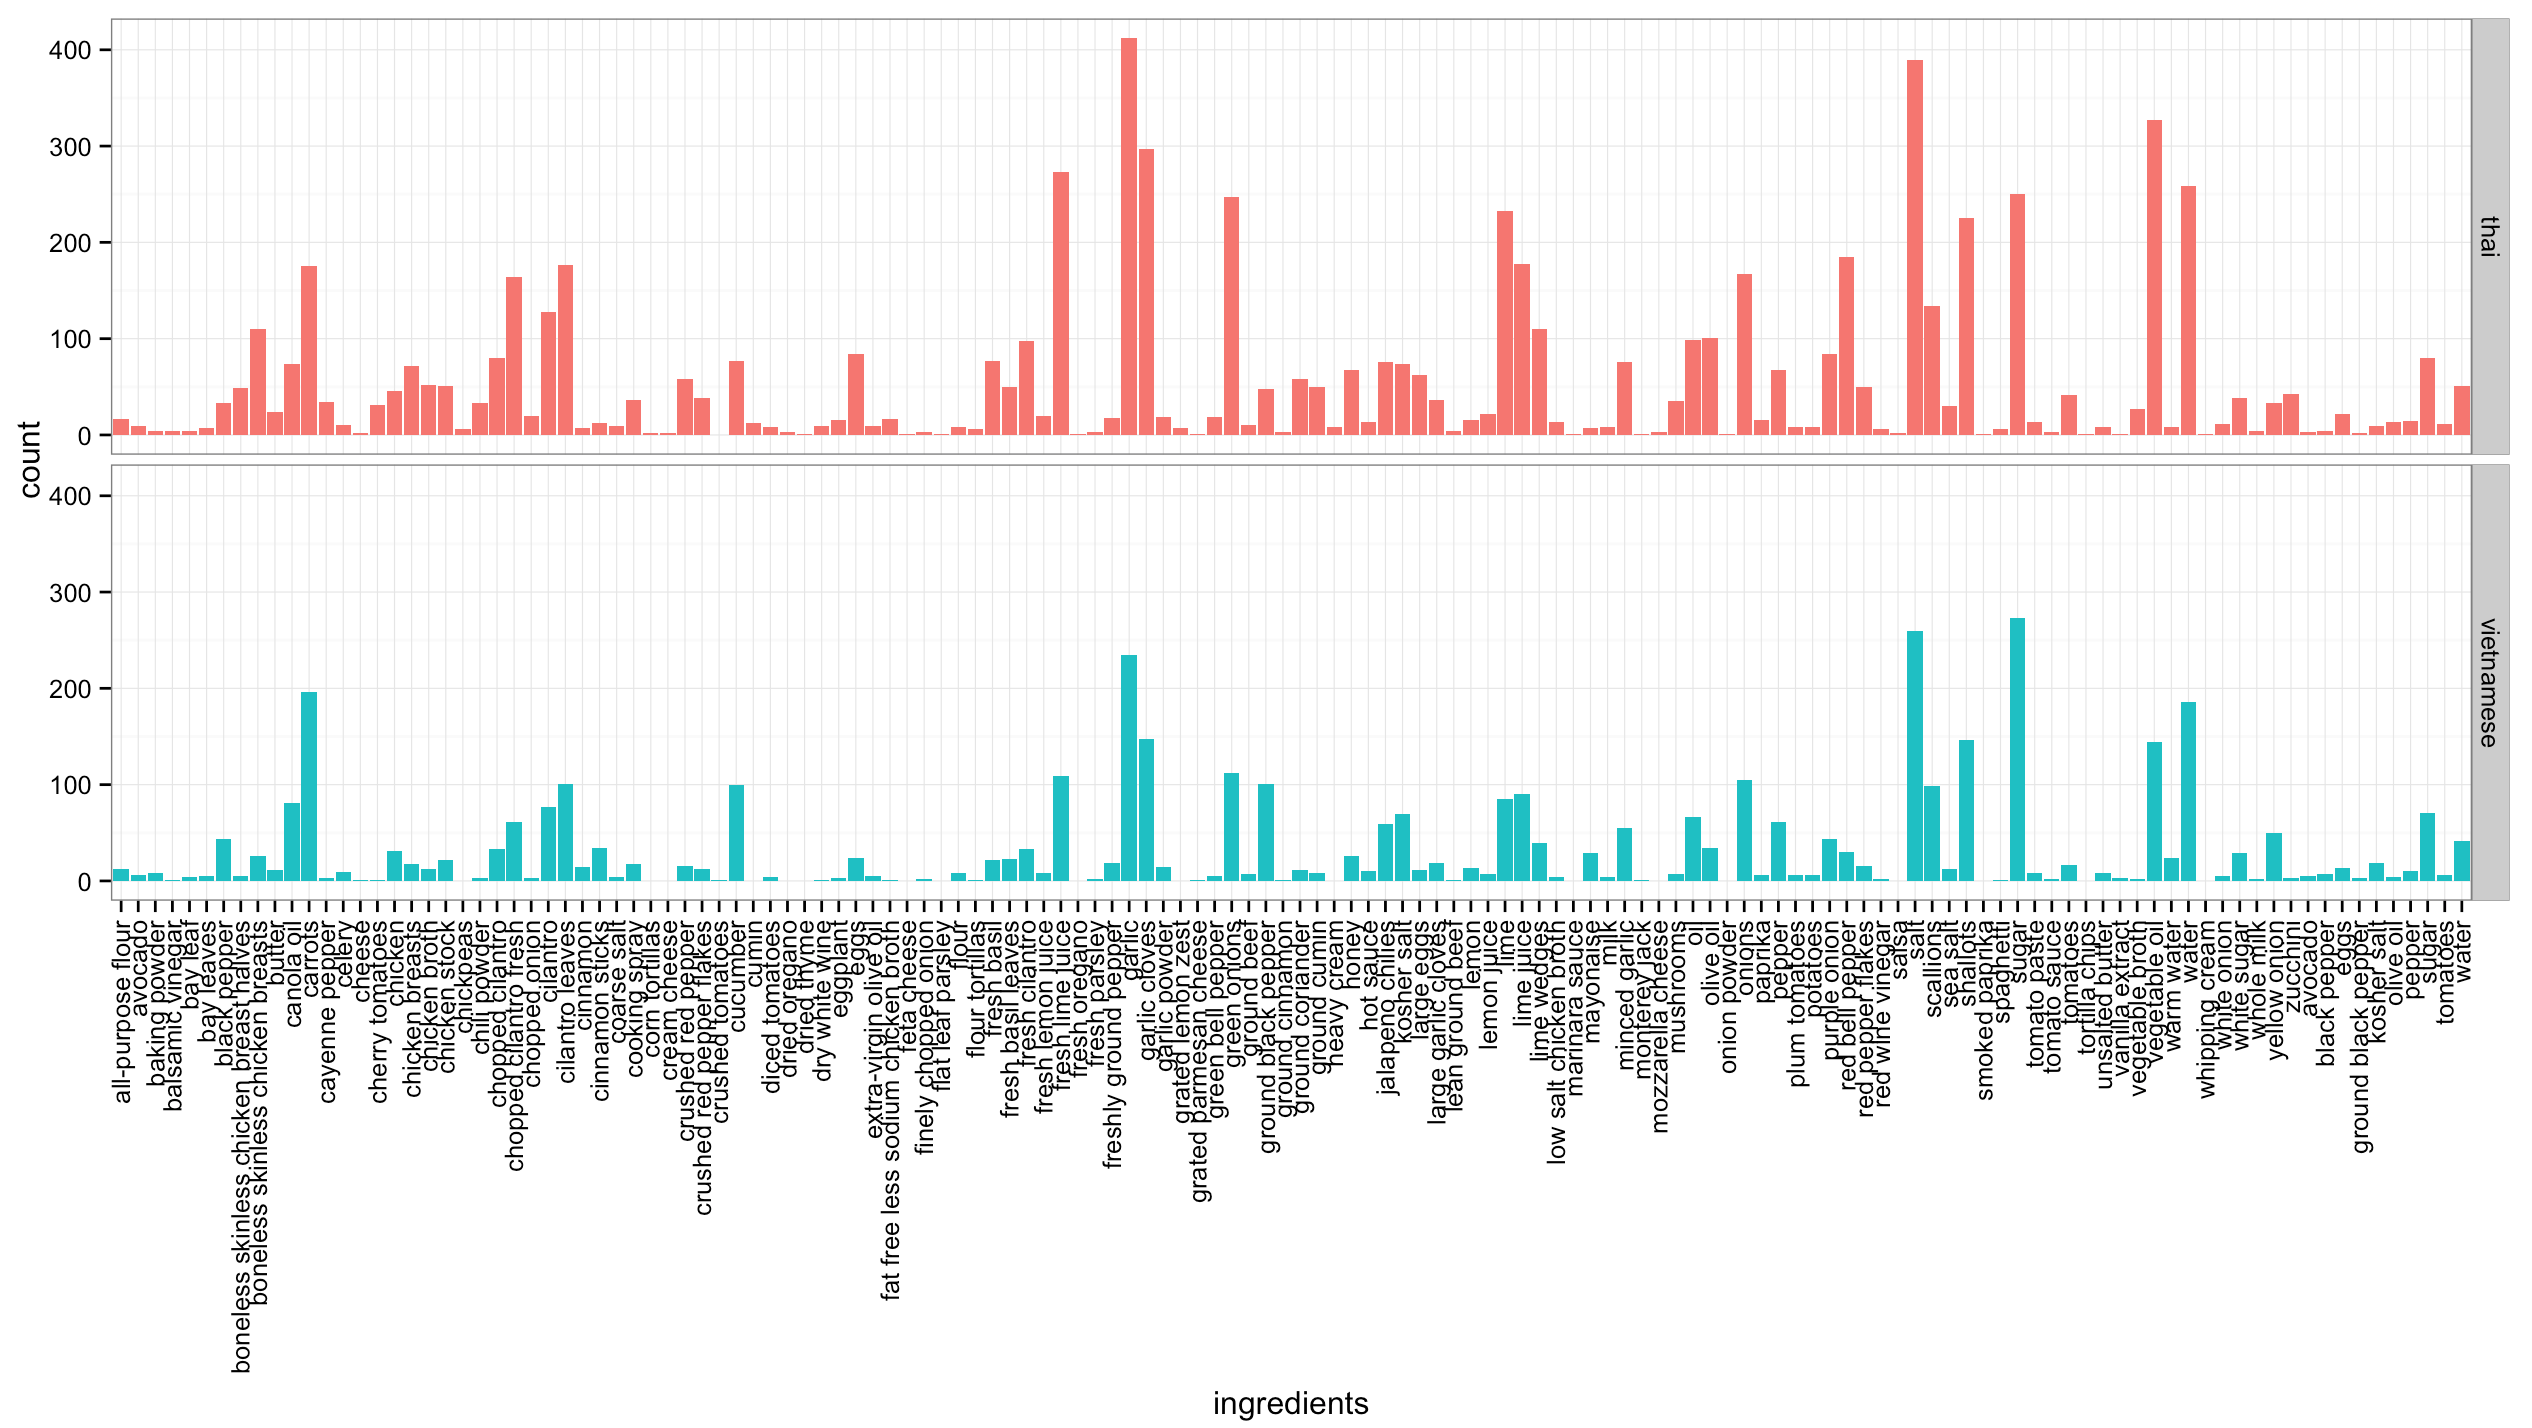 400
300
200
100
0
thai
400
300
200
100
0
vietnamese
count
all-purpose flour
avocado
baking powder
balsamic vinegar
bay leaf
bay leaves
black pepper
boneless skinless chicken breast halves
boneless skinless chicken breasts
butter
canola oil
carrots
cayenne pepper
celery
cheese
cherry tomatoes
chicken
chicken breasts
chicken broth
chicken stock
chickpeas
chili powder
chopped cilantro
chopped cilantro fresh
chopped onion
cilantro
cilantro leaves
cinnamon
cinnamon sticks
coarse salt
cooking spray
corn tortillas
cream cheese
crushed red pepper
crushed red pepper flakes
crushed tomatoes
cucumber
cumin
diced tomatoes
dried oregano
dried thyme
dry white wine
eggplant
eggs
extra-virgin olive oil
fat free less sodium chicken broth
feta cheese
finely chopped onion
flat leaf parsley
flour
flour tortillas
fresh basil
fresh basil leaves
fresh cilantro
fresh lemon juice
fresh lime juice
fresh oregano
fresh parsley
freshly ground pepper
garlic
garlic cloves
garlic powder
grated lemon zest
grated parmesan cheese
green bell pepper
green onions
ground beef
ground black pepper
ground cinnamon
ground coriander
ground cumin
heavy cream
honey
hot sauce
jalapeno chilies
kosher salt
large eggs
large garlic cloves
lean ground beef
lemon
lemon juice
lime
lime juice
lime wedges
low salt chicken broth
marinara sauce
mayonaise
milk
minced garlic
monterey jack
mozzarella cheese
mushrooms
oil
olive oil
onion powder
onions
paprika
pepper
plum tomatoes
potatoes
purple onion
red bell pepper
red pepper flakes
red wine vinegar
salsa
salt
scallions
sea salt
shallots
smoked paprika
spaghetti
sugar
tomato paste
tomato sauce
tomatoes
tortilla chips
unsalted butter
vanilla extract
vegetable broth
vegetable oil
warm water
water
whipping cream
white onion
white sugar
whole milk
yellow onion
zucchini
avocado
black pepper
eggs
ground black pepper
kosher salt
olive oil
pepper
sugar
tomatoes
water
ingredients